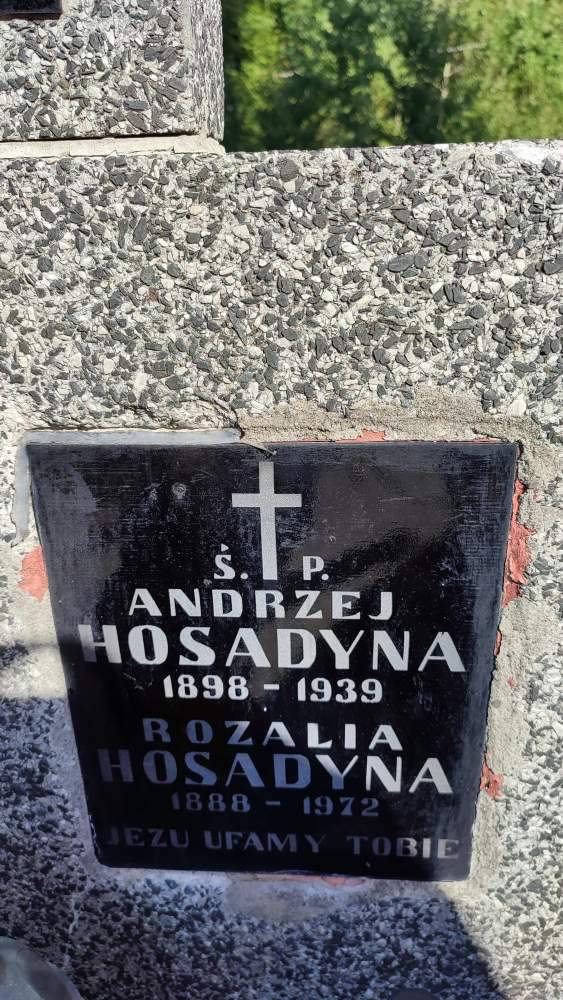 Ś. P.
ANDRZEJ
HOSADYNA
1898 - 1939
ROZALIA
HOSADYNA
1888 - 1972
JEZU UFAMY TOBIE